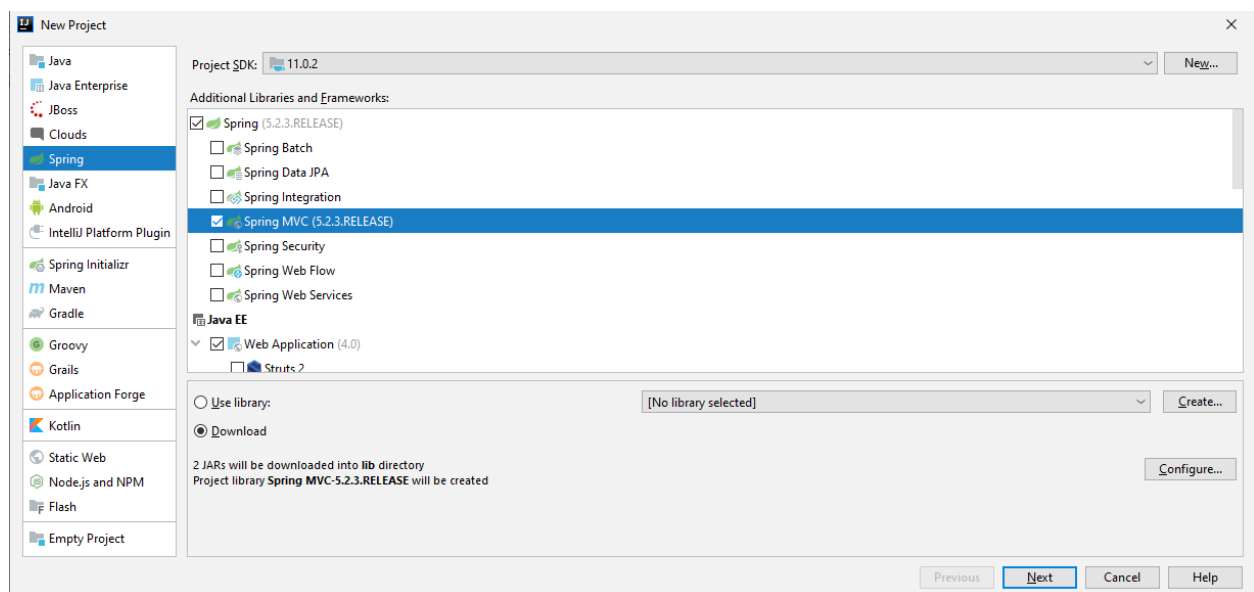 New Project
Java
Java Enterprise
JBoss
Clouds
Spring
Java FX
Android
IntelliJ Platform Plugin
Spring Initializr
Maven
Gradle
Groovy
Grails
Application Forge
Kotlin
Static Web
Node.js and NPM
Flash
Empty Project
Project SDK: 11.0.2 New...
Additional Libraries and Frameworks:
Spring (5.2.3.RELEASE)
Spring Batch
Spring Data JPA
Spring Integration
Spring MVC (5.2.3.RELEASE)
Spring Security
Spring Web Flow
Spring Web Services
Java EE
Web Application (4.0)
Struts 2
Use library: [No library selected] Create...
Download
2 JARs will be downloaded into lib directory
Project library Spring MVC-5.2.3.RELEASE will be created
Configure...
Previous Next Cancel Help